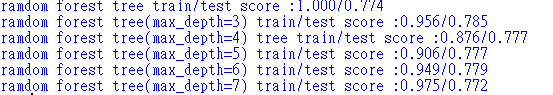 ramdom forest tree train/test score :1.000/0.774
ramdom forest tree(max_depth=3) train/test score :0.956/0.785
ramdom forest tree(max_depth=4) tree train/test score :0.876/0.777
ramdom forest tree(max_depth=5) train/test score :0.906/0.777
ramdom forest tree(max_depth=6) train/test score :0.949/0.779
ramdom forest tree(max_depth=7) train/test score :0.975/0.772